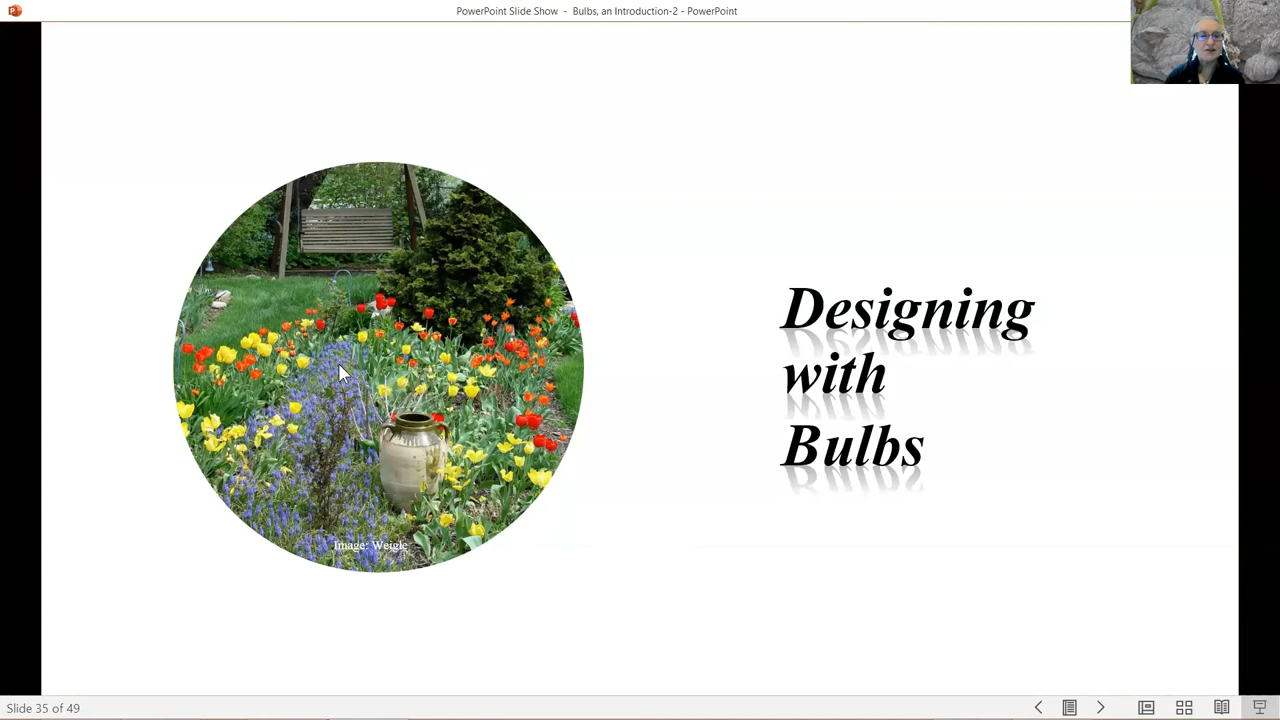 PowerPoint Slide Show - Bulbs, an Introduction-2 - PowerPoint
Designing
with
Bulbs
Image: Weigle
Slide 35 of 49